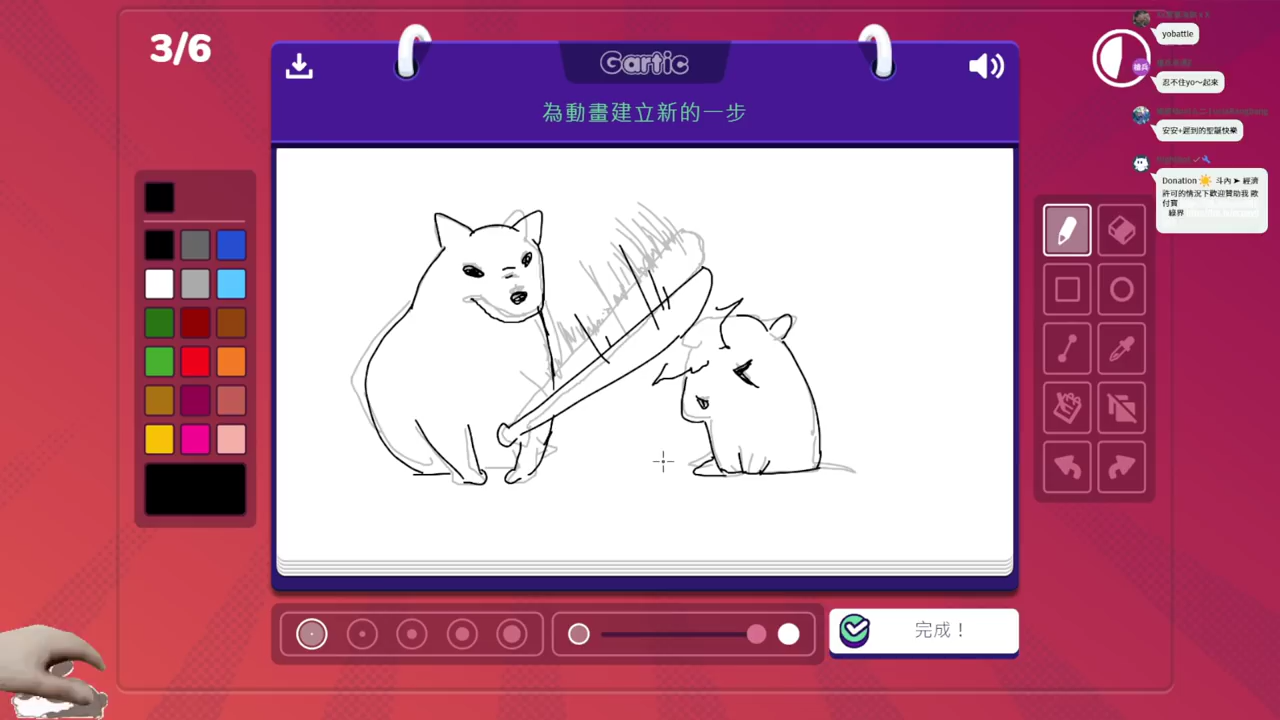 3/6
Gartic
為動畫建立新的一步
yobattle
忍不住yo～起來
安安+遲到的聖誕快樂
Donation ☀️ 斗內 ➤ 經濟
許可的情況下歡迎贊助我 歐
付寶
綠界
完成！